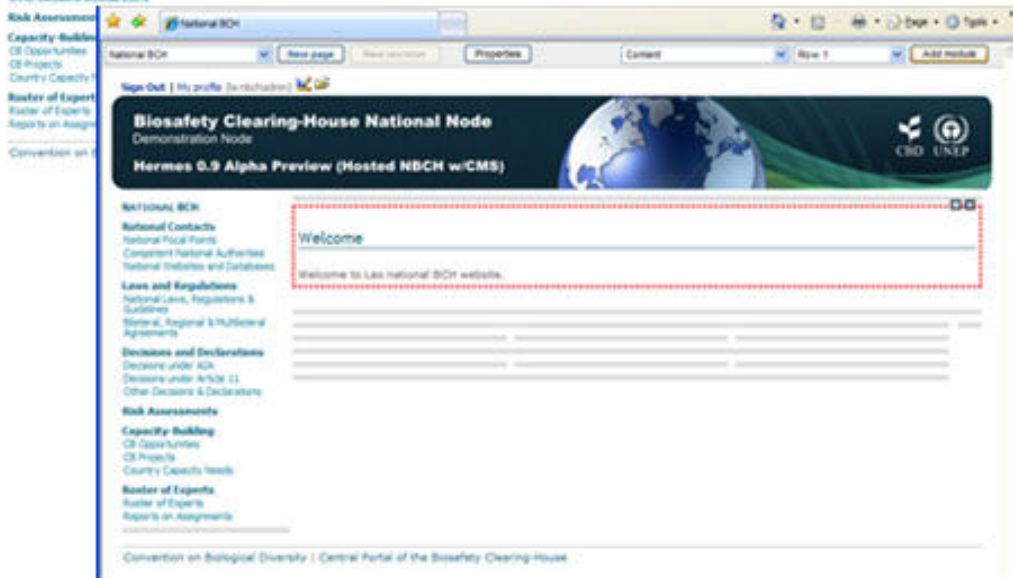 Risk Assessment
Capacity-Building
CB Opportunities
CB Projects
Country Capacity
Roster of Expert
Roster of Experts
Reports on Assign
Convention on
National BCH
Page
Tools
National BCH
New page
New revision
Properties
Content
Row 1
Add module
Sign Out | My profile
Biosafety Clearing-House National Node
Demonstration Node
Hermes 0.9 Alpha Preview (Hosted NBCH w/CMS)
CBD UNEP
NATIONAL BCH
National Contacts
National Focal Points
Competent National Authorities
National Websites and Databases
Laws and Regulations
National Laws, Regulations &
Guidelines
Bilateral, Regional & Multilateral
Agreements
Decisions and Declarations
Decisions under AIA
Decisions under Article 11
Other Decisions & Declarations
Risk Assessments
Capacity-Building
CB Opportunities
CB Projects
Country Capacity Needs
Roster of Experts
Roster of Experts
Reports on Assignments
Welcome
Welcome to Lao national BCH website.
Convention on Biological Diversity | Central Portal of the Biosafety Clearing-House